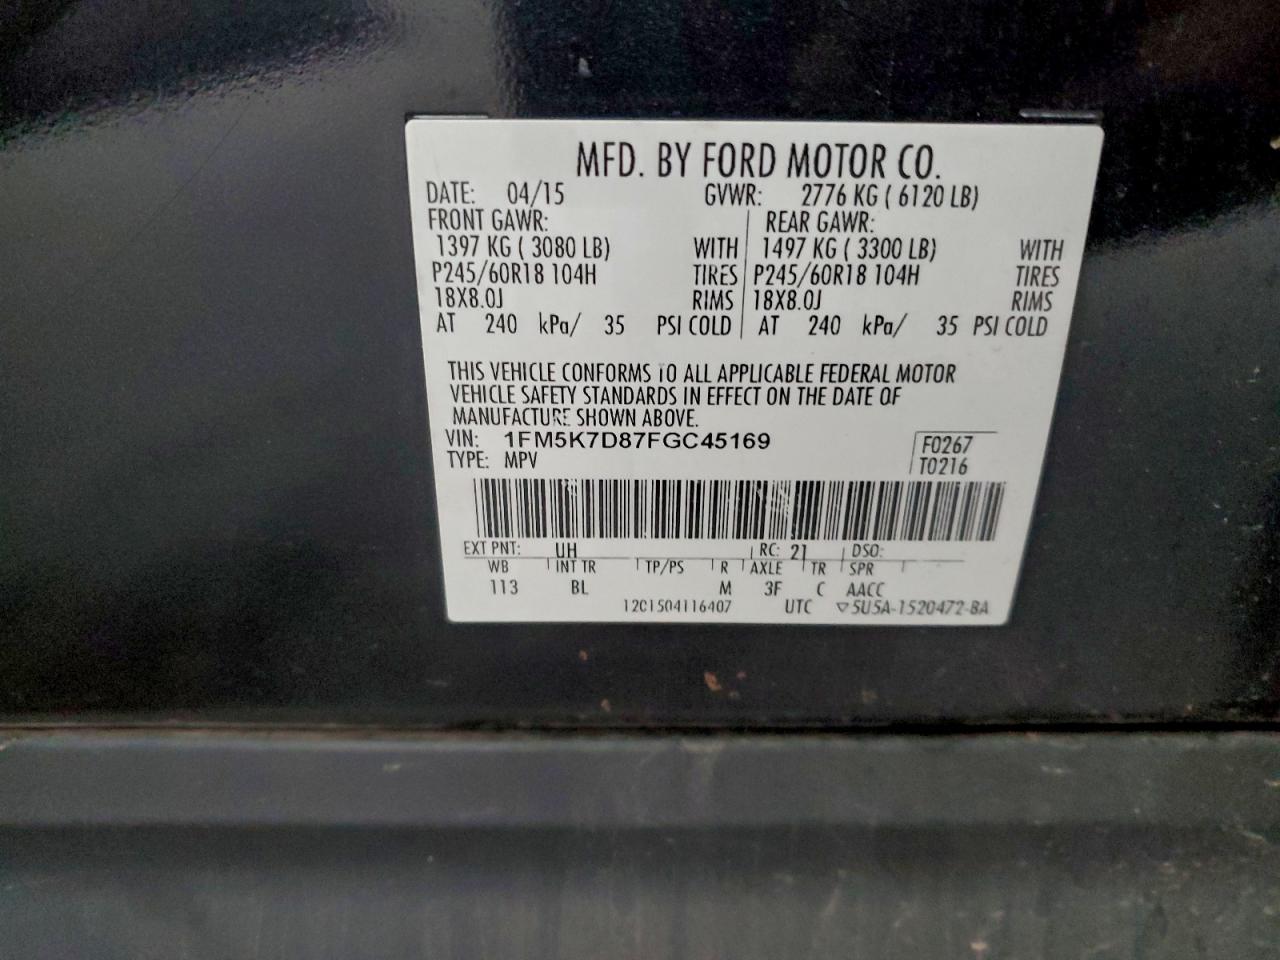 MFD. BY FORD MOTOR CO.
DATE: 04/15 GVWR: 2776 KG ( 6120 LB)
FRONT GAWR: REAR GAWR:
1397 KG ( 3080 LB) WITH 1497 KG ( 3300 LB) WITH
P245/60R18 104H TIRES P245/60R18 104H TIRES
18X8.0J RIMS 18X8.0J RIMS
AT 240 kPa/ 35 PSI COLD AT 240 kPa/ 35 PSI COLD
THIS VEHICLE CONFORMS TO ALL APPLICABLE FEDERAL MOTOR
VEHICLE SAFETY STANDARDS IN EFFECT ON THE DATE OF
MANUFACTURE SHOWN ABOVE.
VIN: 1FM5K7D87FGC45169 F0267
TYPE: MPV T0216
EXT PNT: UH RC: 21 DSO:
WB INT TR TP/PS R AXLE TR SPR
113 BL M 3F C AACC
12C1504116407 UTC ▽5U5A-1520472-BA